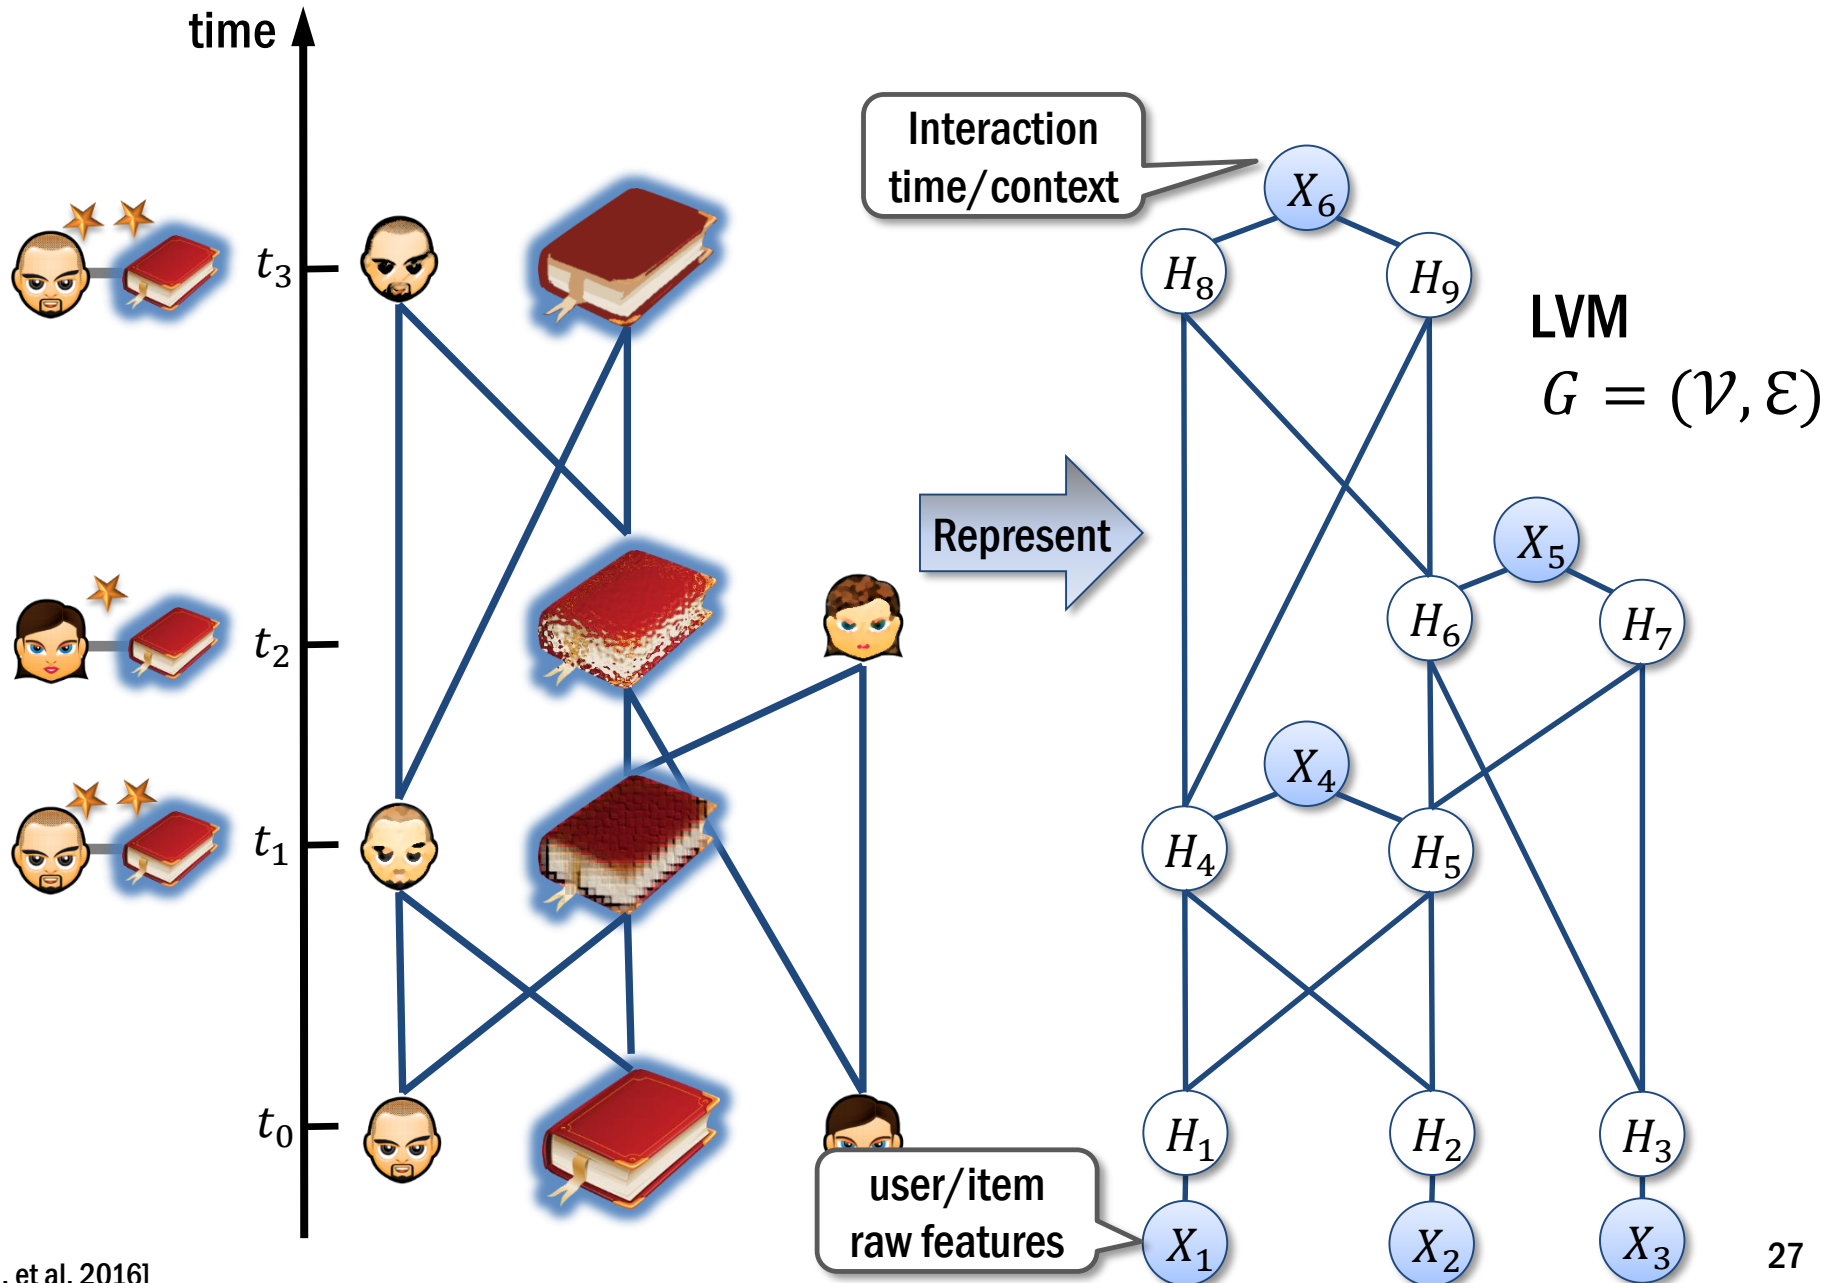 time
Interaction
time/context
X₆
t₃
H₈
H₉
LVM
G = (𝒱, ℰ)
Represent
X₅
t₂
H₆
H₇
X₄
t₁
H₄
H₅
t₀
H₁
H₂
H₃
user/item
raw features
X₁
X₂
X₃
27
. et al. 2016]